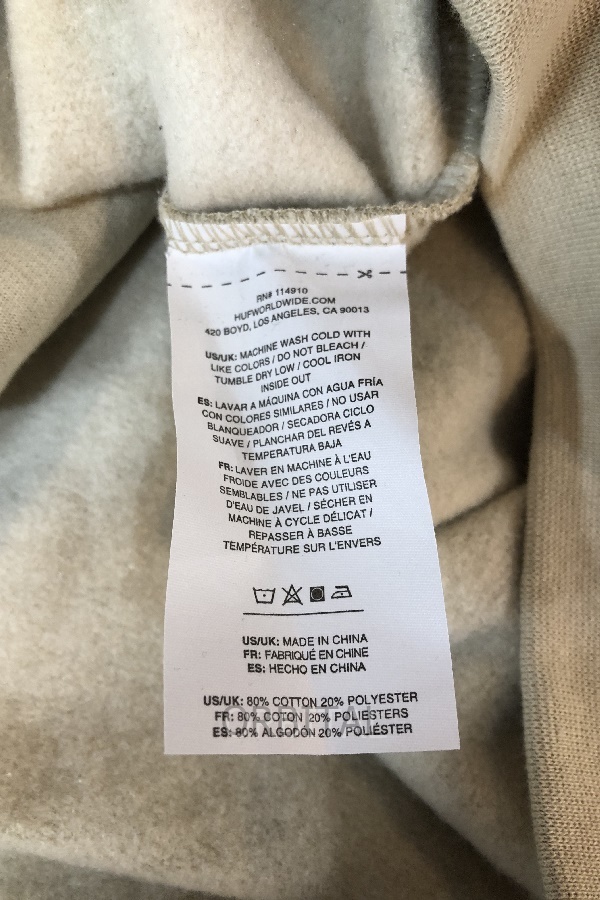 RN# 114910
HUFWORLDWIDE.COM
420 BOYD, LOS ANGELES, CA 90013
US/UK: MACHINE WASH COLD WITH
LIKE COLORS / DO NOT BLEACH /
TUMBLE DRY LOW / COOL IRON
INSIDE OUT
ES: LAVAR A MÁQUINA CON AGUA FRÍA
CON COLORES SIMILARES / NO USAR
BLANQUEADOR / SECADORA CICLO
SUAVE / PLANCHAR DEL REVÉS A
TEMPERATURA BAJA
FR: LAVER EN MACHINE À L'EAU
FROIDE AVEC DES COULEURS
SEMBLABLES / NE PAS UTILISER
D'EAU DE JAVEL / SÉCHER EN
MACHINE À CYCLE DÉLICAT /
REPASSER À BASSE
TEMPÉRATURE SUR L'ENVERS
US/UK: MADE IN CHINA
FR: FABRIQUÉ EN CHINE
ES: HECHO EN CHINA
US/UK: 80% COTTON 20% POLYESTER
FR: 80% COTON 20% POLIESTERS
ES: 80% ALGODÓN 20% POLIÉSTER
ORBITAL